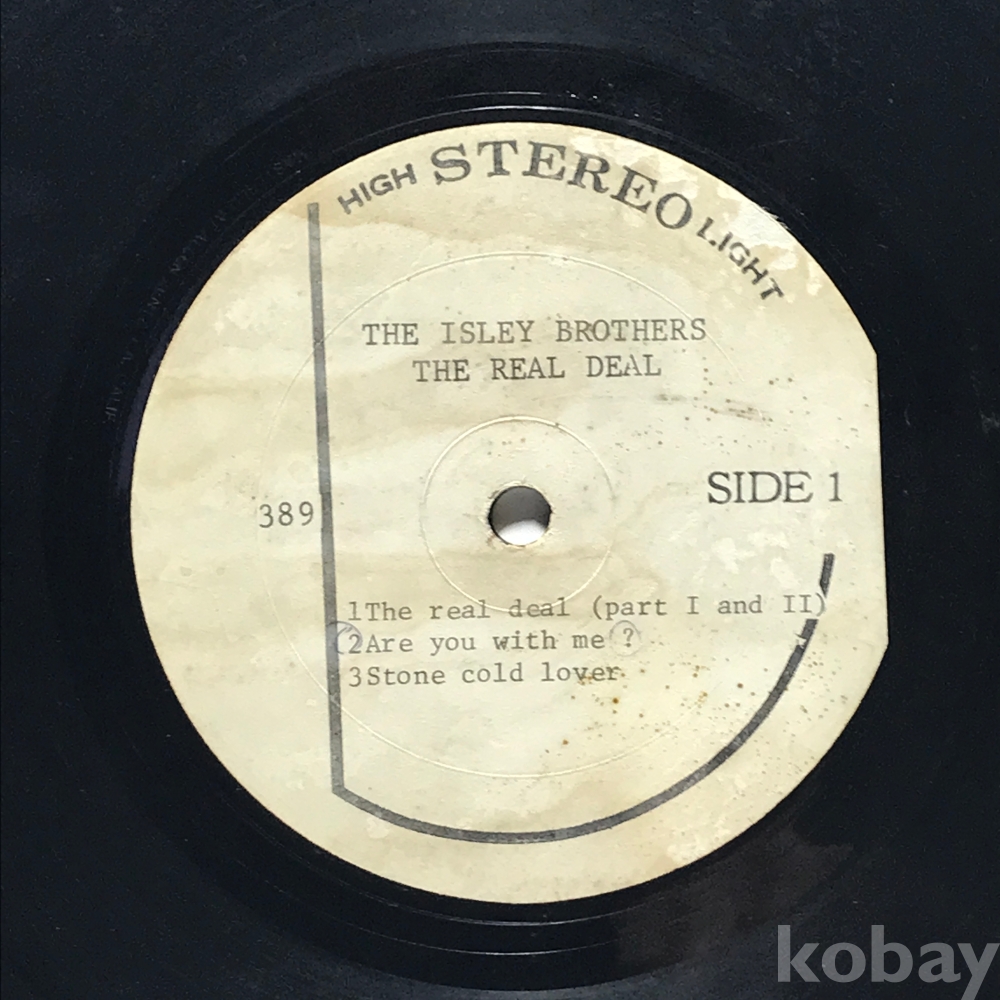 HIGH STEREO LIGHT
THE ISLEY BROTHERS
THE REAL DEAL
SIDE 1
389
1The real deal (part I and II)
2Are you with me ?
3Stone cold lover
kobay